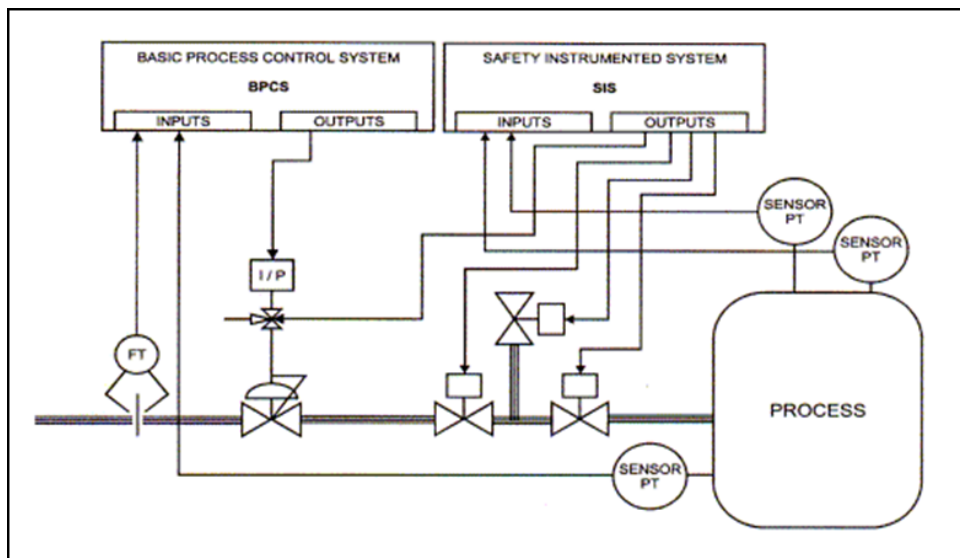 BASIC PROCESS CONTROL SYSTEM
BPCS
INPUTS
OUTPUTS
SAFETY INSTRUMENTED SYSTEM
SIS
INPUTS
OUTPUTS
SENSOR
PT
SENSOR
PT
I / P
FT
PROCESS
SENSOR
PT